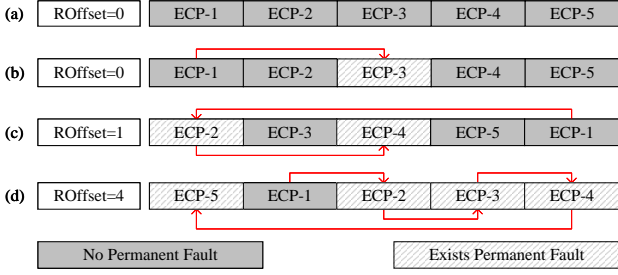 (a) ROffset=0 ECP-1 ECP-2 ECP-3 ECP-4 ECP-5
(b) ROffset=0 ECP-1 ECP-2 ECP-3 ECP-4 ECP-5
(c) ROffset=1 ECP-2 ECP-3 ECP-4 ECP-5 ECP-1
(d) ROffset=4 ECP-5 ECP-1 ECP-2 ECP-3 ECP-4
No Permanent Fault Exists Permanent Fault